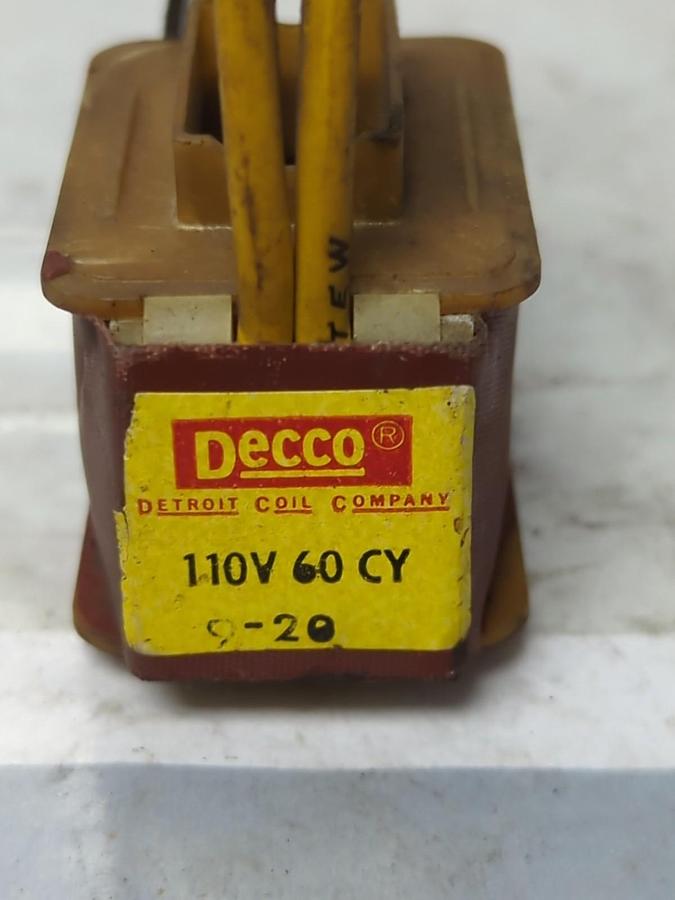 TEW
Decco®
DETROIT COIL COMPANY
110V 60 CY
9-20